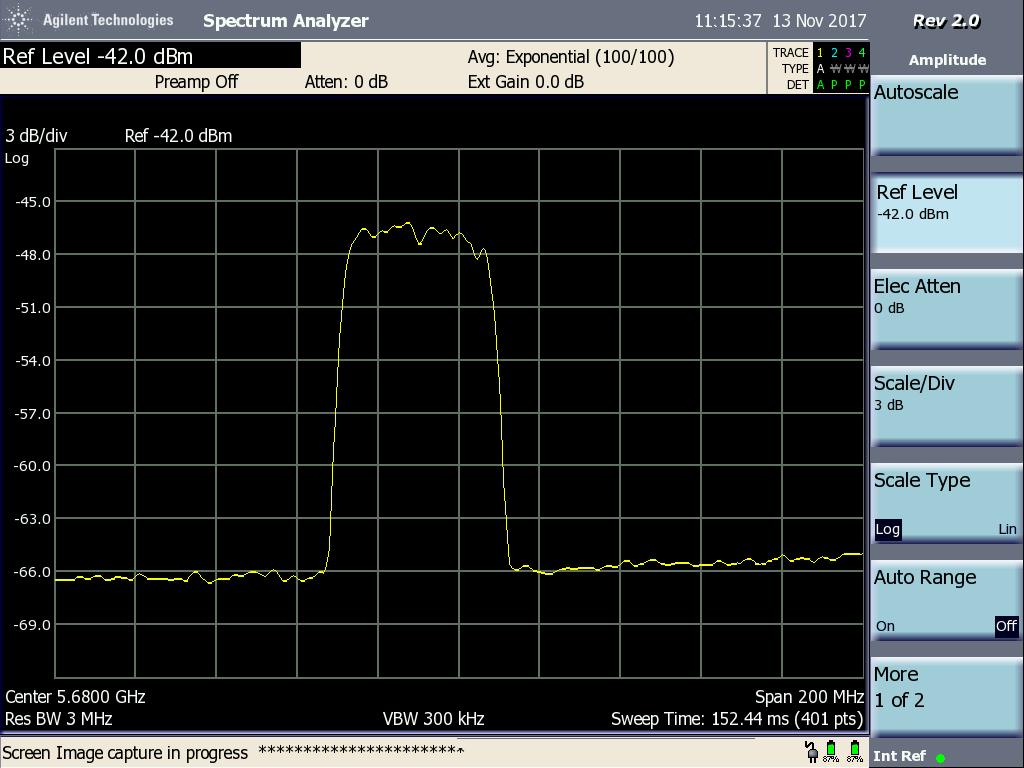 Agilent Technologies Spectrum Analyzer 11:15:37 13 Nov 2017 Rev 2.0
Ref Level -42.0 dBm Avg: Exponential (100/100) TRACE 1 2 3 4
TYPE A W W W
Preamp Off Atten: 0 dB Ext Gain 0.0 dB DET A P P P
3 dB/div Ref -42.0 dBm
Log
-45.0
-48.0
-51.0
-54.0
-57.0
-60.0
-63.0
-66.0
-69.0
Center 5.6800 GHz Span 200 MHz
Res BW 3 MHz VBW 300 kHz Sweep Time: 152.44 ms (401 pts)
Screen Image capture in progress ************************
87% 87%
Amplitude
Autoscale
Ref Level
-42.0 dBm
Elec Atten
0 dB
Scale/Div
3 dB
Scale Type
Log Lin
Auto Range
On Off
More
1 of 2
Int Ref